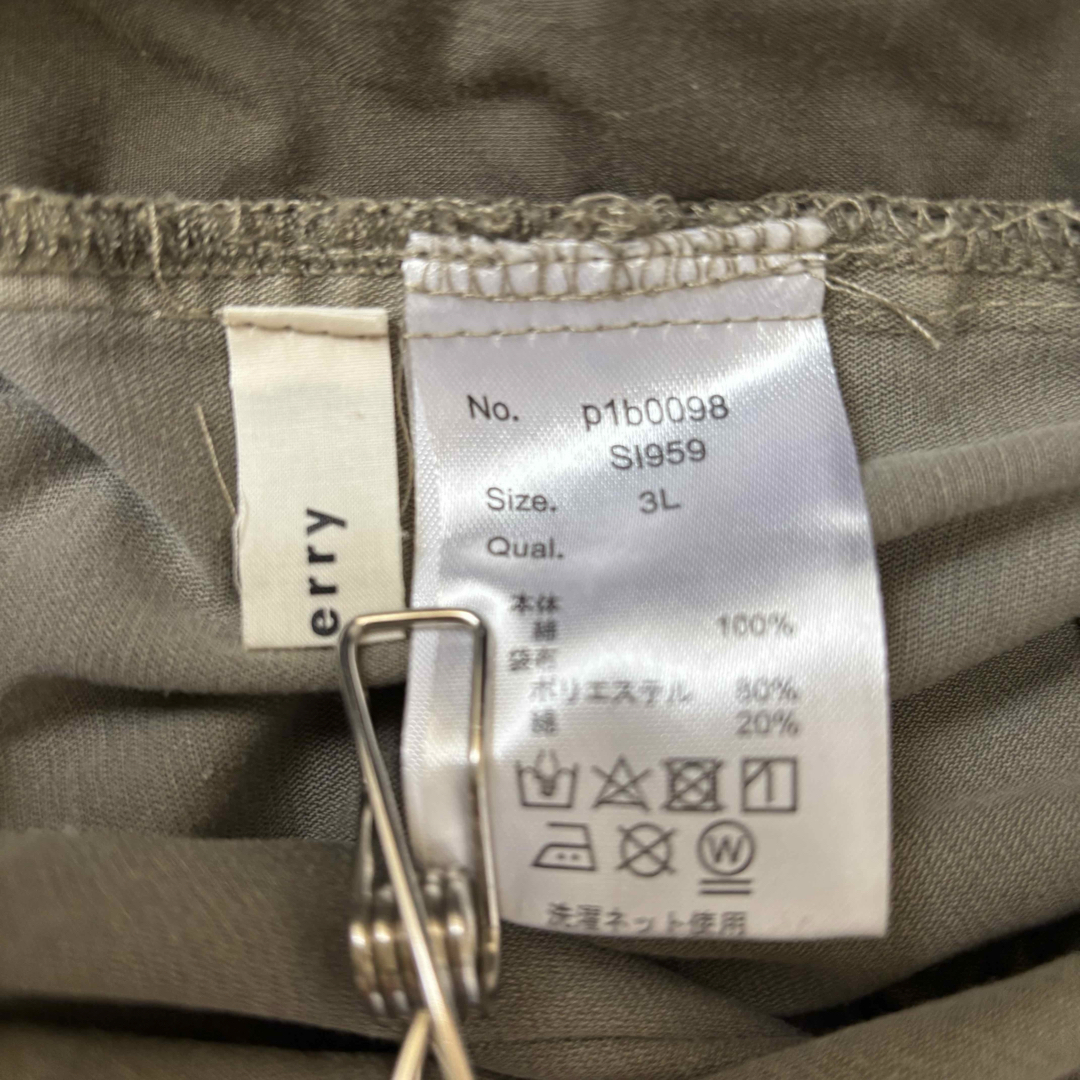 erry
No. p1b0098
SI959
Size. 3L
Qual.
本体
綿 100%
袋布
ポリエステル 80%
綿 20%
W
洗濯ネット使用